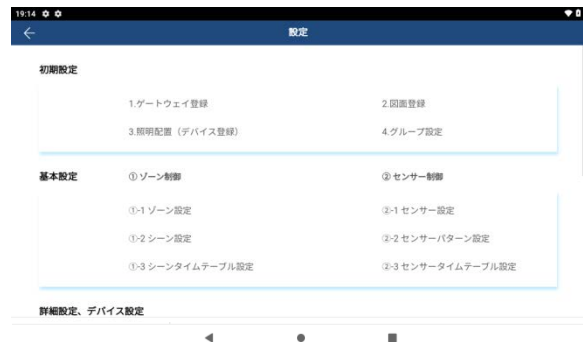 19:14
設定
初期設定
1.ゲートウェイ登録 2.図面登録
3.照明配置（デバイス登録） 4.グループ設定
基本設定 ① ゾーン制御 ② センサー制御
①-1 ゾーン設定 ②-1 センサー設定
①-2 シーン設定 ②-2 センサーパターン設定
①-3 シーンタイムテーブル設定 ②-3 センサータイムテーブル設定
詳細設定、デバイス設定